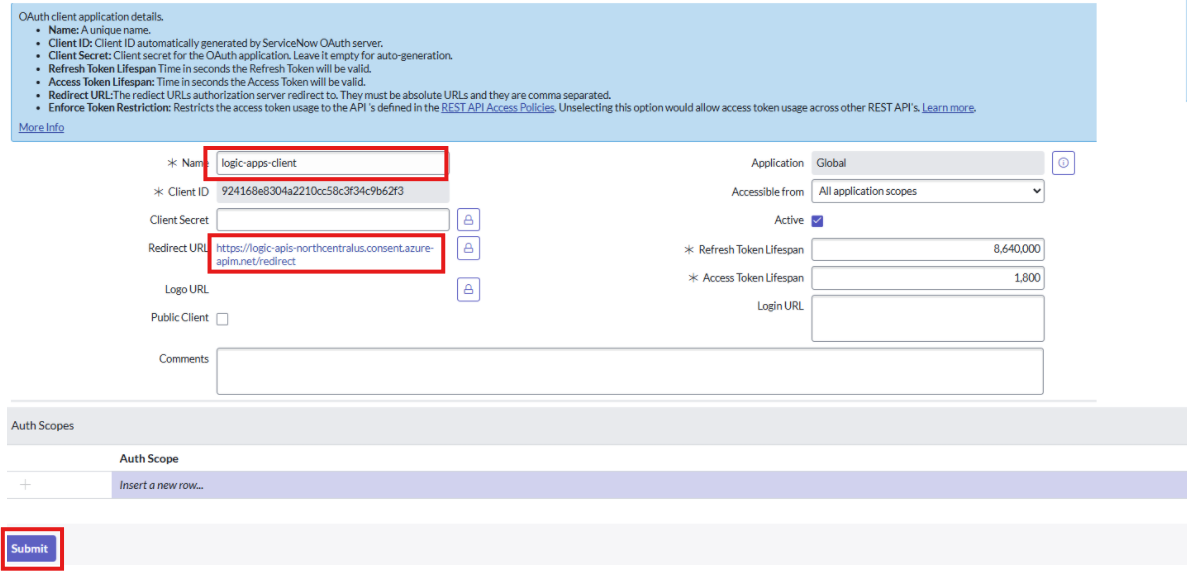 OAuth client application details.
• Name: A unique name.
• Client ID: Client ID automatically generated by ServiceNow OAuth server.
• Client Secret: Client secret for the OAuth application. Leave it empty for auto-generation.
• Refresh Token Lifespan Time in seconds the Refresh Token will be valid.
• Access Token Lifespan: Time in seconds the Access Token will be valid.
• Redirect URL:The rediect URLs authorization server redirect to. They must be absolute URLs and they are comma separated.
• Enforce Token Restriction: Restricts the access token usage to the API 's defined in the REST API Access Policies. Unselecting this option would allow access token usage across other REST API's. Learn more.
More Info
Name logic-apps-client
Client ID 924168e8304a2210cc58c3f34c9b62f3
Client Secret
Redirect URL https://logic-apis-northcentralus.consent.azure-
apim.net/redirect
Logo URL
Public Client
Comments
Application Global
Accessible from All application scopes
Active
Refresh Token Lifespan 8,640,000
Access Token Lifespan 1,800
Login URL
Auth Scopes
Auth Scope
Insert a new row...
Submit